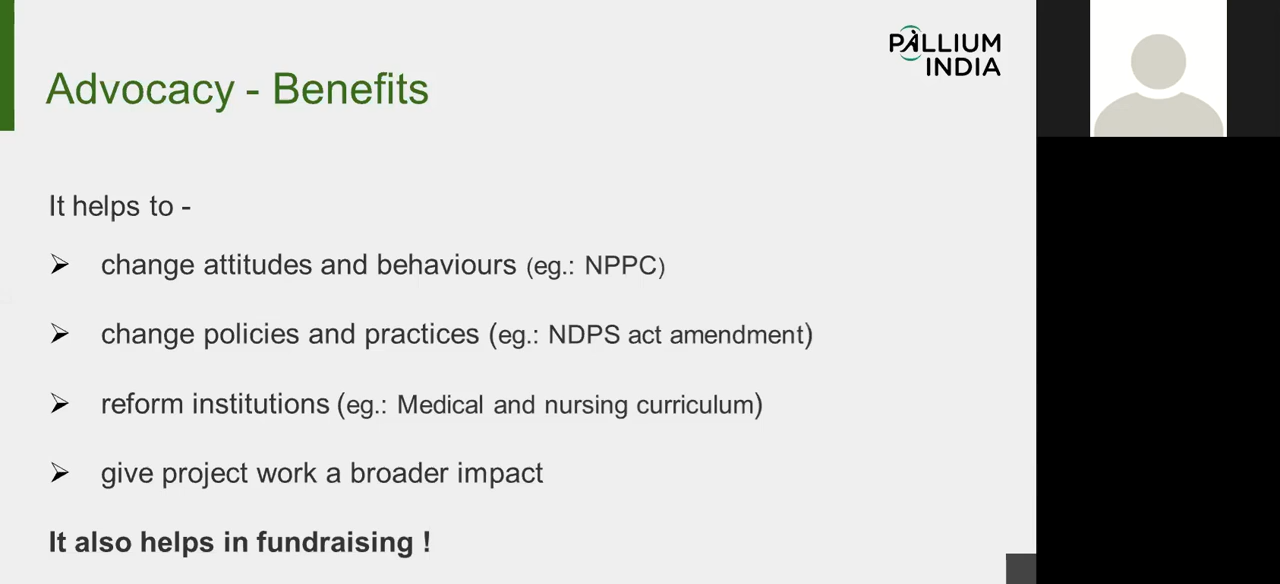 PALLIUM
INDIA
Advocacy - Benefits
It helps to -
➢ change attitudes and behaviours (eg.: NPPC)
➢ change policies and practices (eg.: NDPS act amendment)
➢ reform institutions (eg.: Medical and nursing curriculum)
➢ give project work a broader impact
It also helps in fundraising !